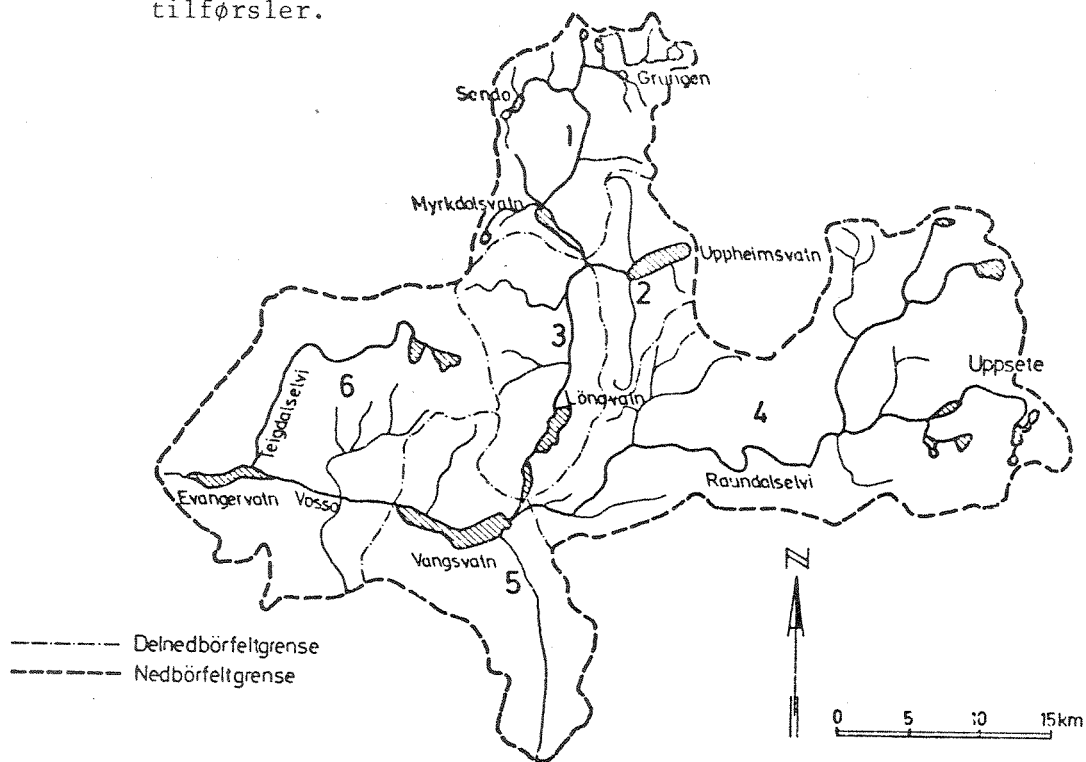 tilførsler.
Grungen
Sendo
1
Myrkdalsvatn
Uppheimsvatn
2
3
Uppsete
6
Lönavatn
4
Teigdalselvi
Raundalselvi
Evangervatn Vosso
Vangsvatn
5
N
Delnedbörfeltgrense
Nedbörfeltgrense
0 5 10 15km